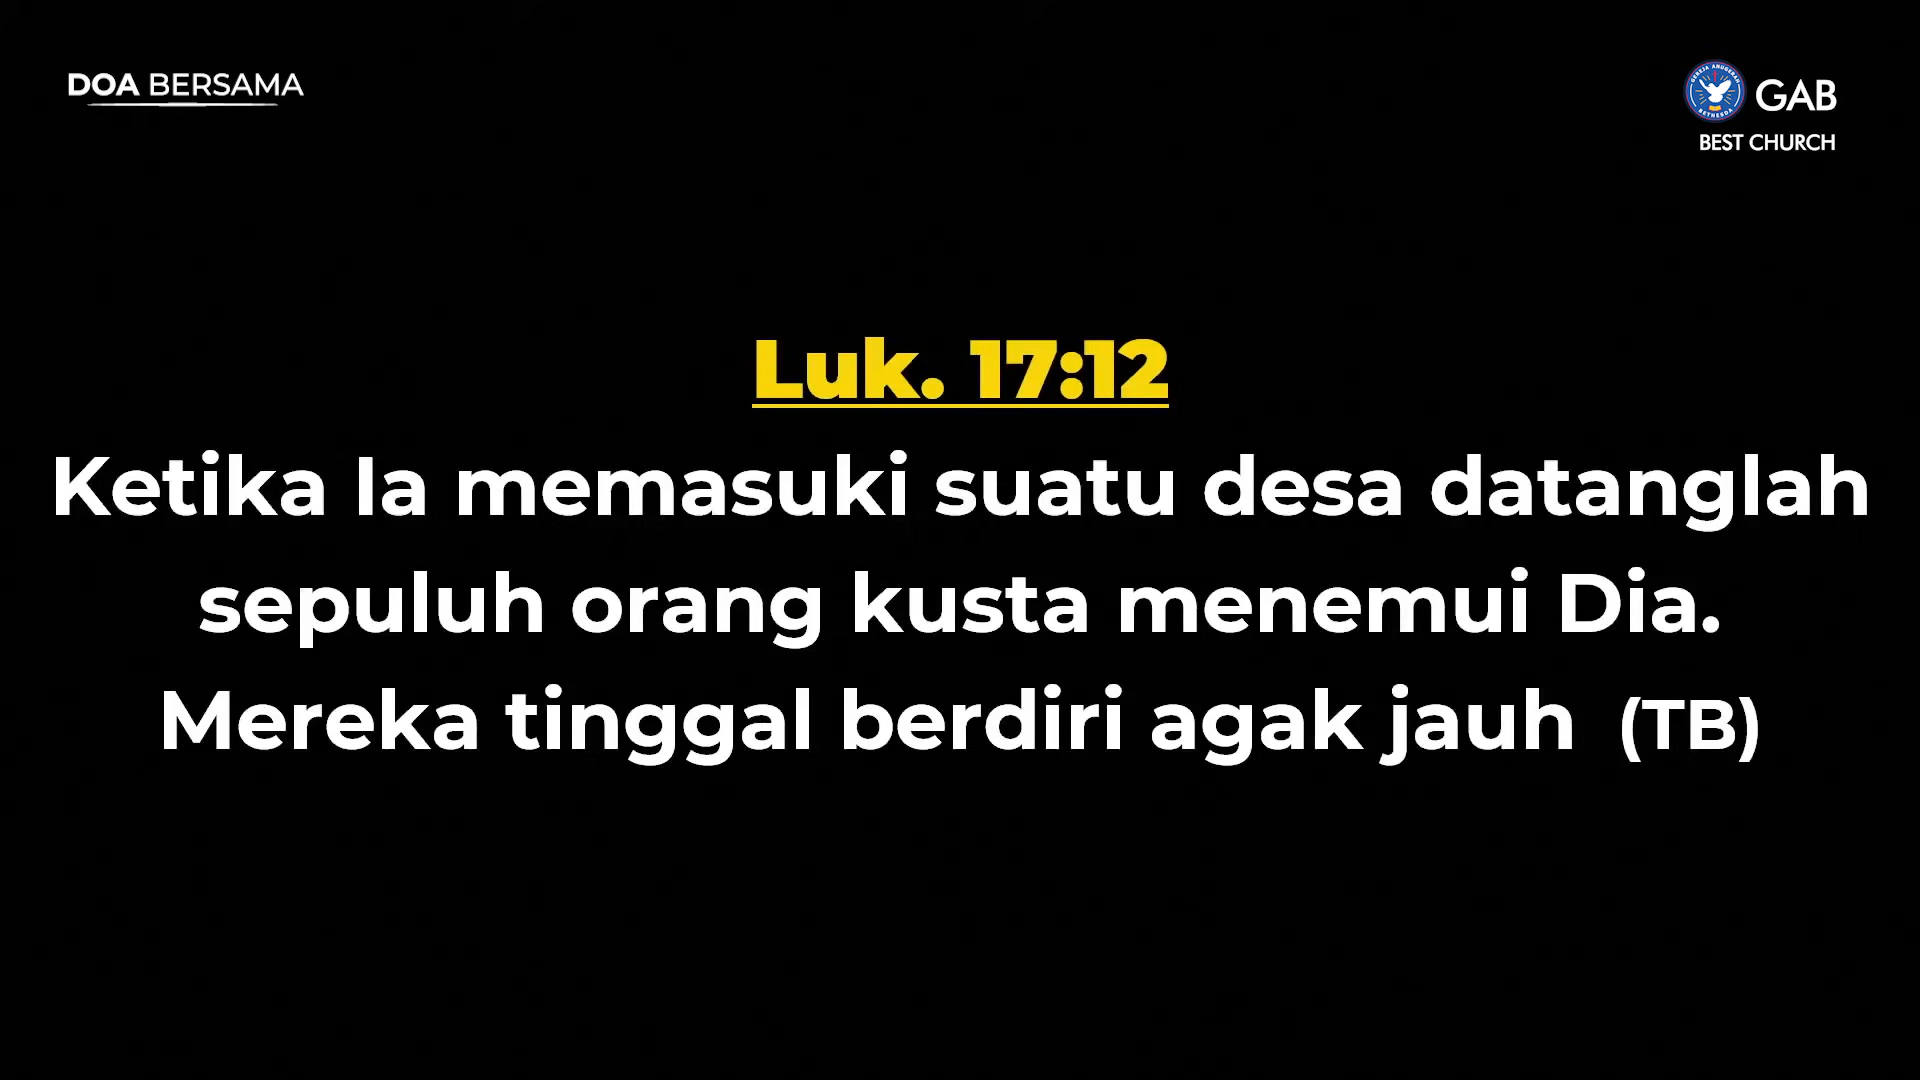 DOA BERSAMA
GAB
BEST CHURCH
Luk. 17:12
Ketika Ia memasuki suatu desa datanglah
sepuluh orang kusta menemui Dia.
Mereka tinggal berdiri agak jauh (TB)